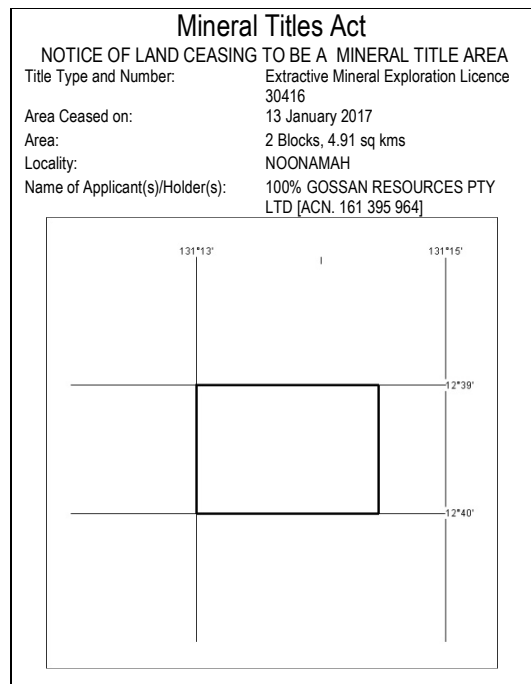 Mineral Titles Act
NOTICE OF LAND CEASING TO BE A MINERAL TITLE AREA
Title Type and Number: Extractive Mineral Exploration Licence
30416
Area Ceased on: 13 January 2017
Area: 2 Blocks, 4.91 sq kms
Locality: NOONAMAH
Name of Applicant(s)/Holder(s): 100% GOSSAN RESOURCES PTY
LTD [ACN. 161 395 964]
131°13' 131°15'
12°39'
12°40'